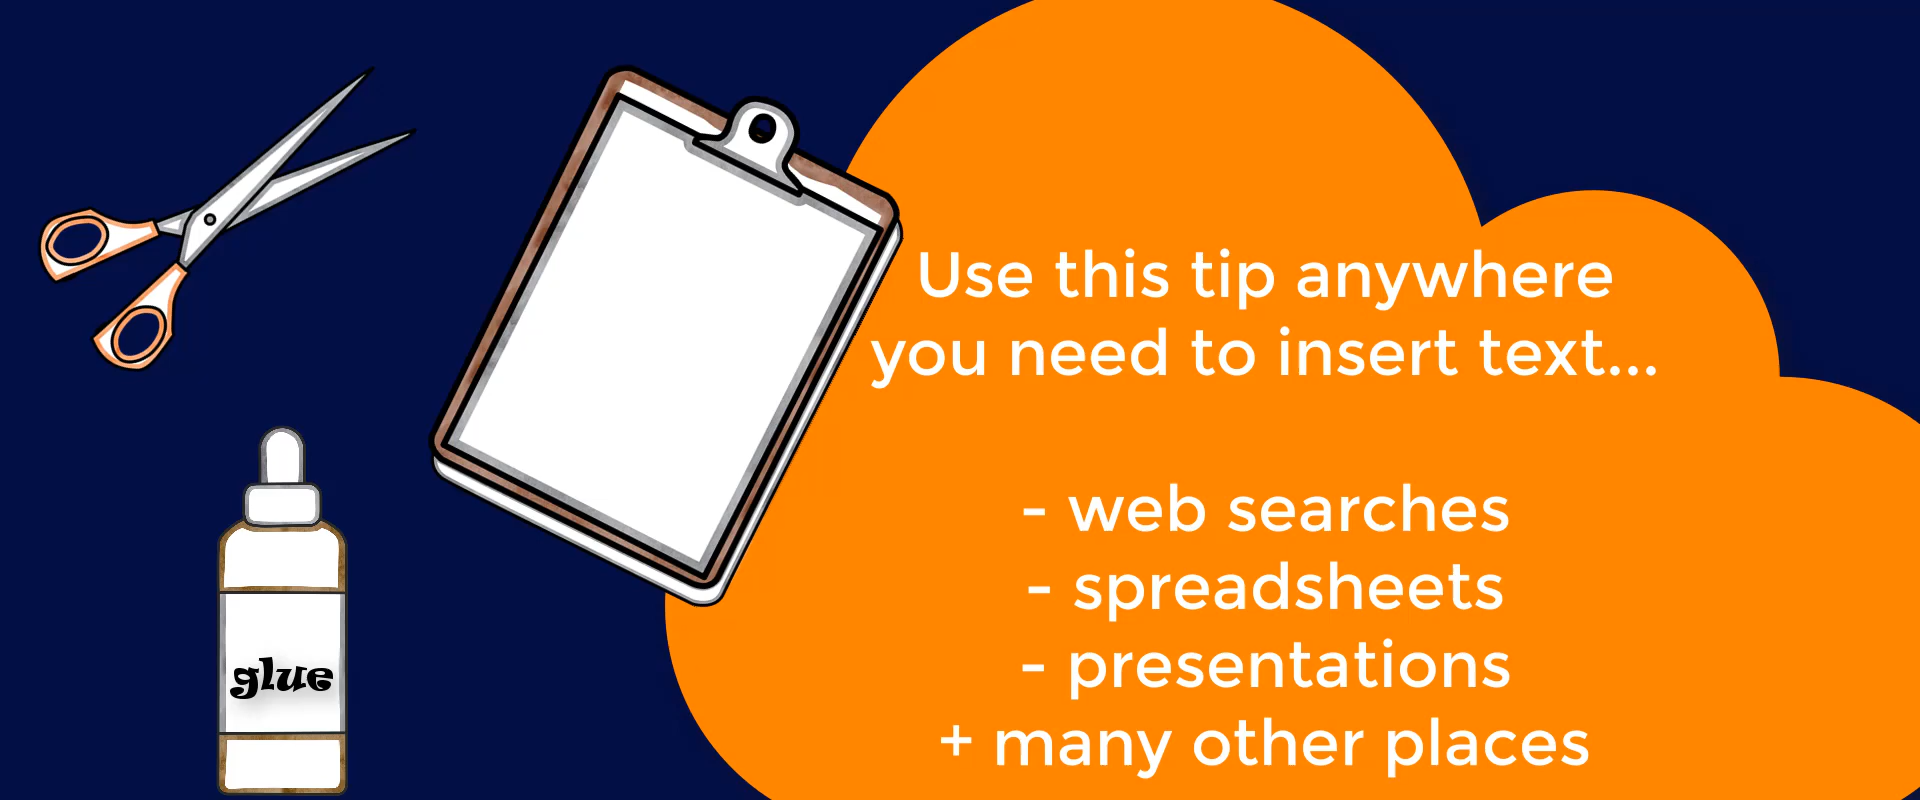 Use this tip anywhere
you need to insert text...
- web searches
- spreadsheets
- presentations
+ many other places
glue